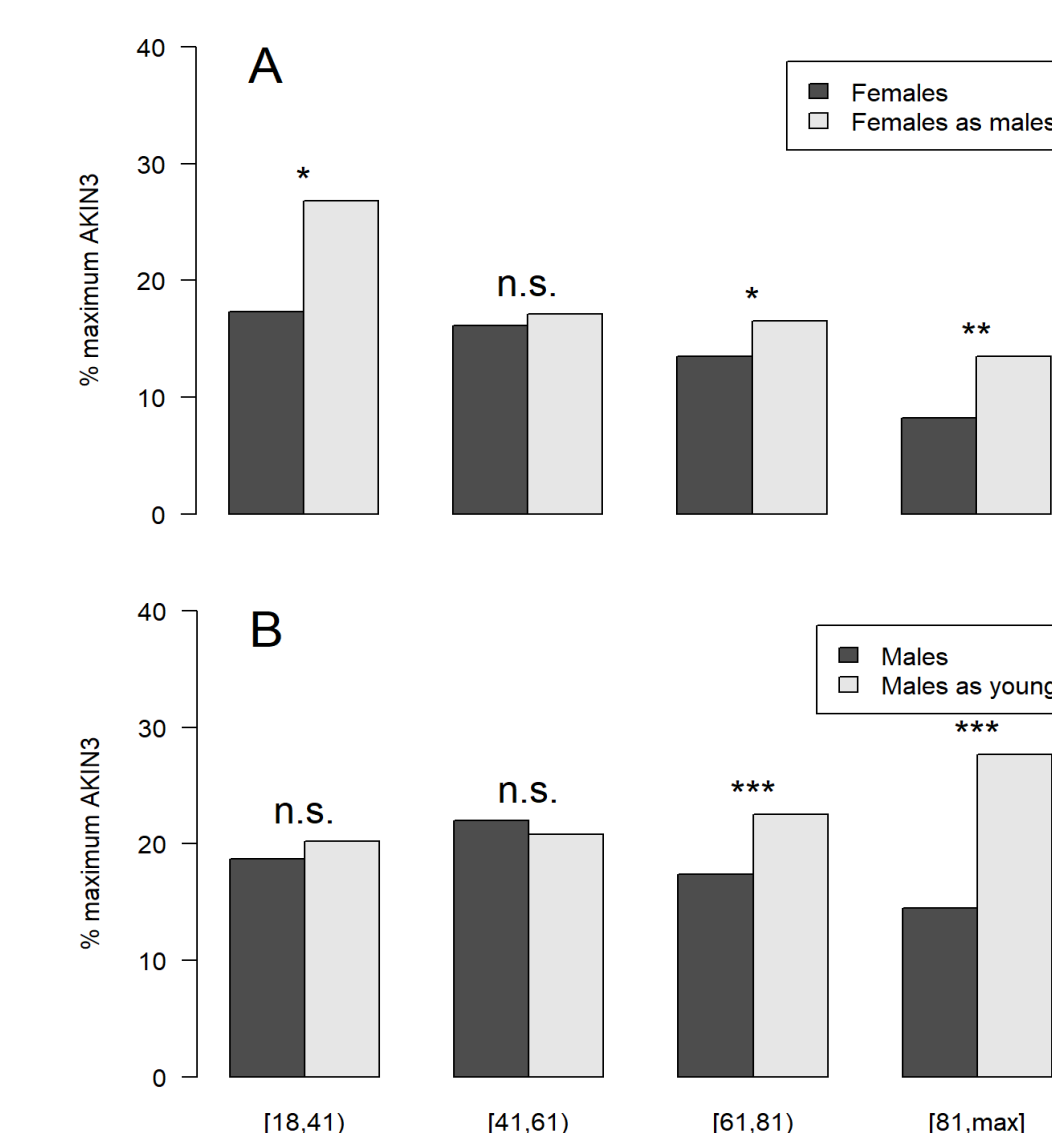 A
Females
Females as males
% maximum AKIN3
40
30
20
10
0
*
n.s.
*
**
B
Males
Males as young
% maximum AKIN3
40
30
20
10
0
n.s.
n.s.
***
***
[18,41) [41,61) [61,81) [81,max]